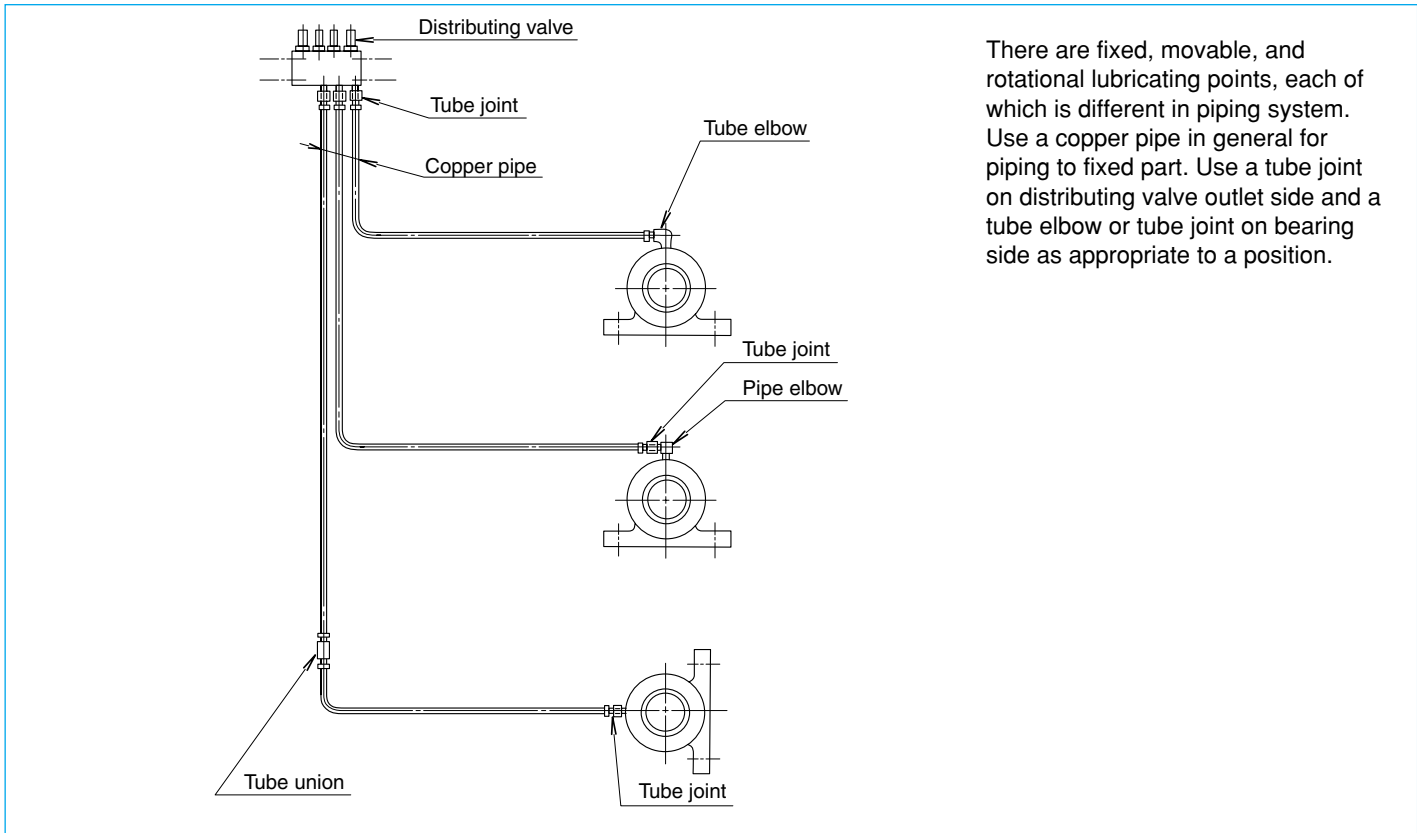 Distributing valve
Tube joint
Tube elbow
Copper pipe
Tube joint
Pipe elbow
Tube union
Tube joint
There are fixed, movable, and
rotational lubricating points, each of
which is different in piping system.
Use a copper pipe in general for
piping to fixed part. Use a tube joint
on distributing valve outlet side and a
tube elbow or tube joint on bearing
side as appropriate to a position.